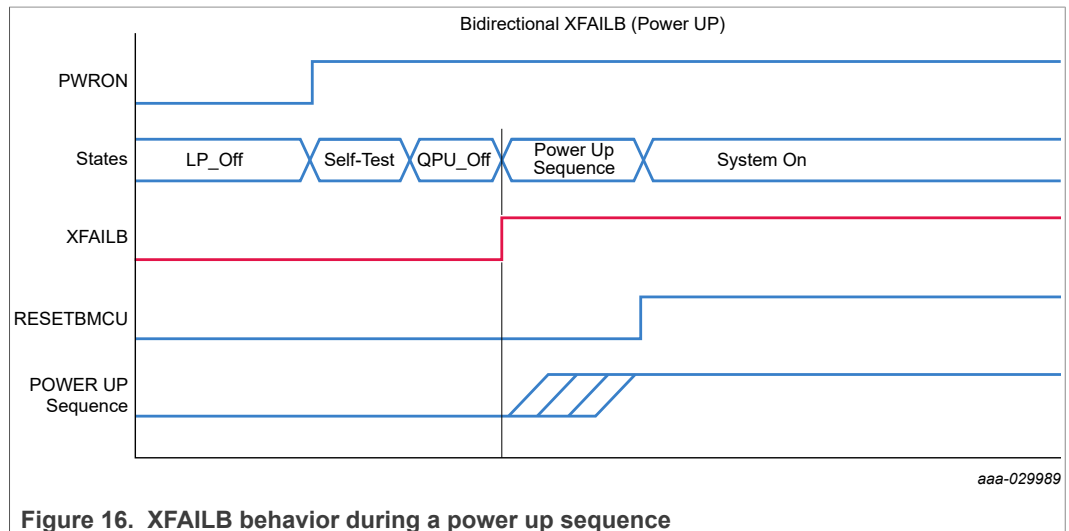 Bidirectional XFAILB (Power UP)
PWRON
States
LP_Off
Self-Test
QPU_Off
Power Up
Sequence
System On
XFAILB
RESETBMCU
POWER UP
Sequence
aaa-029989
Figure 16. XFAILB behavior during a power up sequence